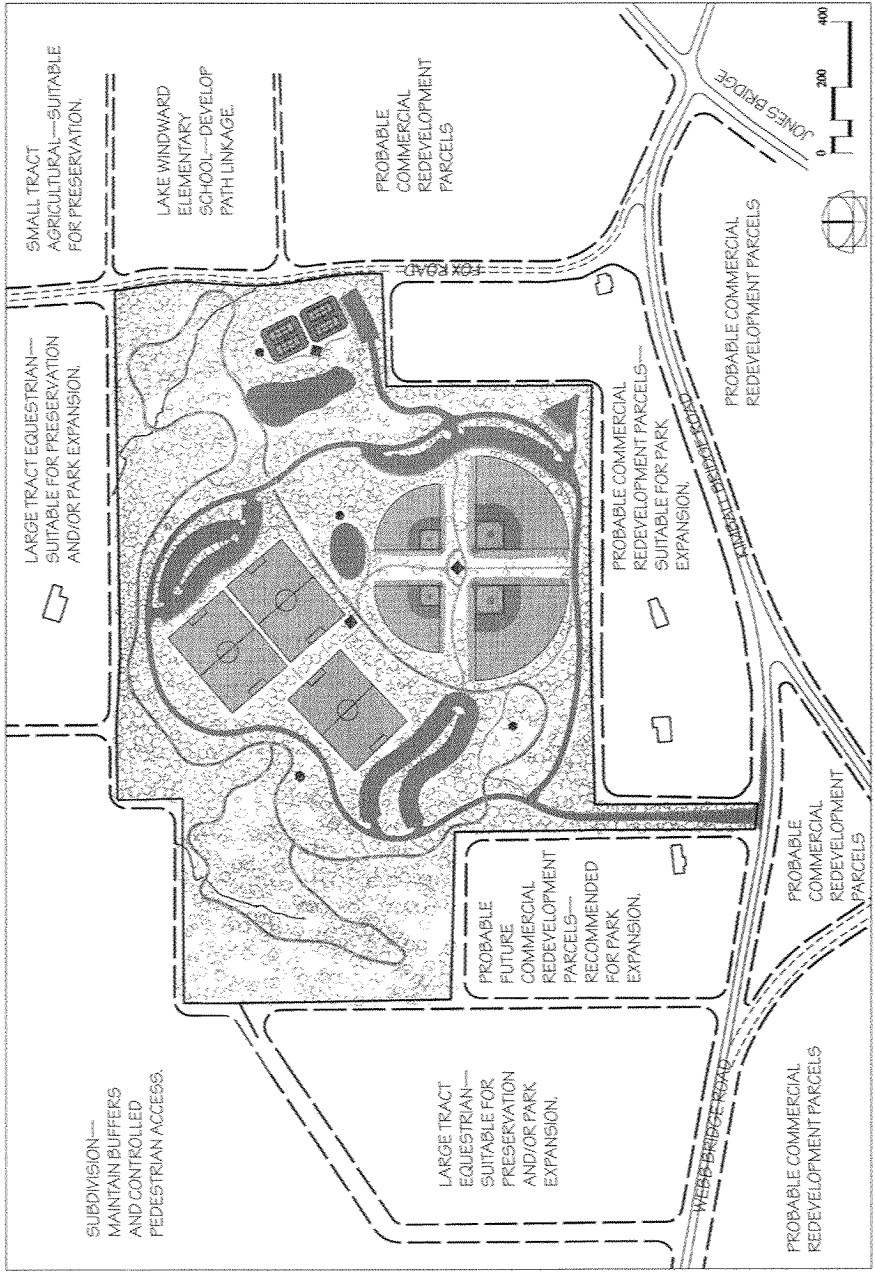 SUBDIVISION—
MAINTAIN BUFFERS
AND CONTROLLED
PEDESTRIAN ACCESS.
LARGE TRACT EQUESTRIAN—
SUITABLE FOR PRESERVATION
AND/OR PARK EXPANSION.
SMALL TRACT
AGRICULTURAL—SUITABLE
FOR PRESERVATION.
LAKE WINDWARD
ELEMENTARY
SCHOOL—DEVELOP
PATH LINKAGE.
PROBABLE
COMMERCIAL
REDEVELOPMENT
PARCELS
FOX ROAD
LARGE TRACT
EQUESTRIAN—
SUITABLE FOR
PRESERVATION
AND/OR PARK
EXPANSION.
PROBABLE
FUTURE
COMMERCIAL
REDEVELOPMENT
PARCELS—
RECOMMENDED
FOR PARK
EXPANSION.
PROBABLE COMMERCIAL
REDEVELOPMENT PARCELS—
SUITABLE FOR PARK
EXPANSION.
KIMBALL BRIDGE ROAD
WEBB BRIDGE ROAD
JONES BRIDGE
PROBABLE COMMERCIAL
REDEVELOPMENT PARCELS
PROBABLE
COMMERCIAL
REDEVELOPMENT
PARCELS
PROBABLE COMMERCIAL
REDEVELOPMENT PARCELS
0 200 400